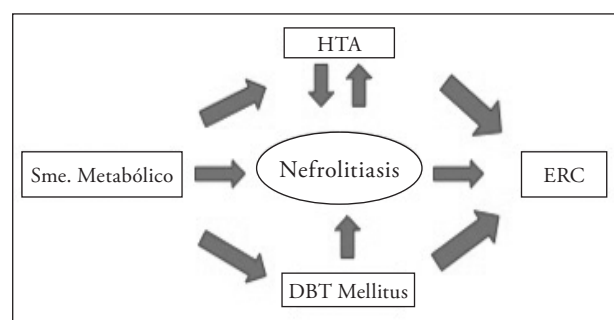 HTA
Sme. Metabólico
Nefrolitiasis
ERC
DBT Mellitus